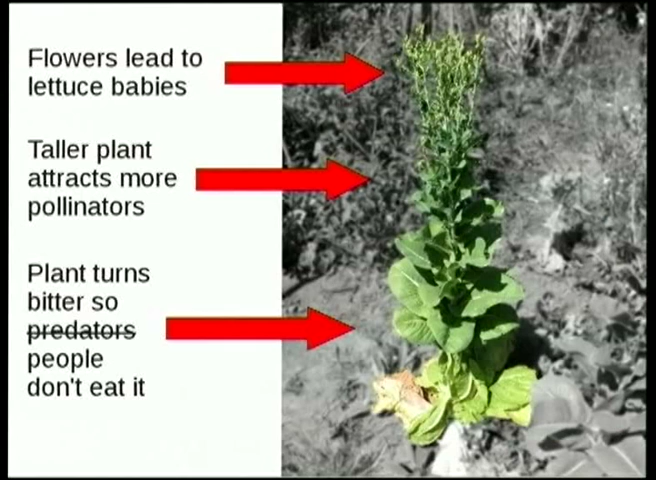 Flowers lead to
lettuce babies
Taller plant
attracts more
pollinators
Plant turns
bitter so
predators
people
don't eat it